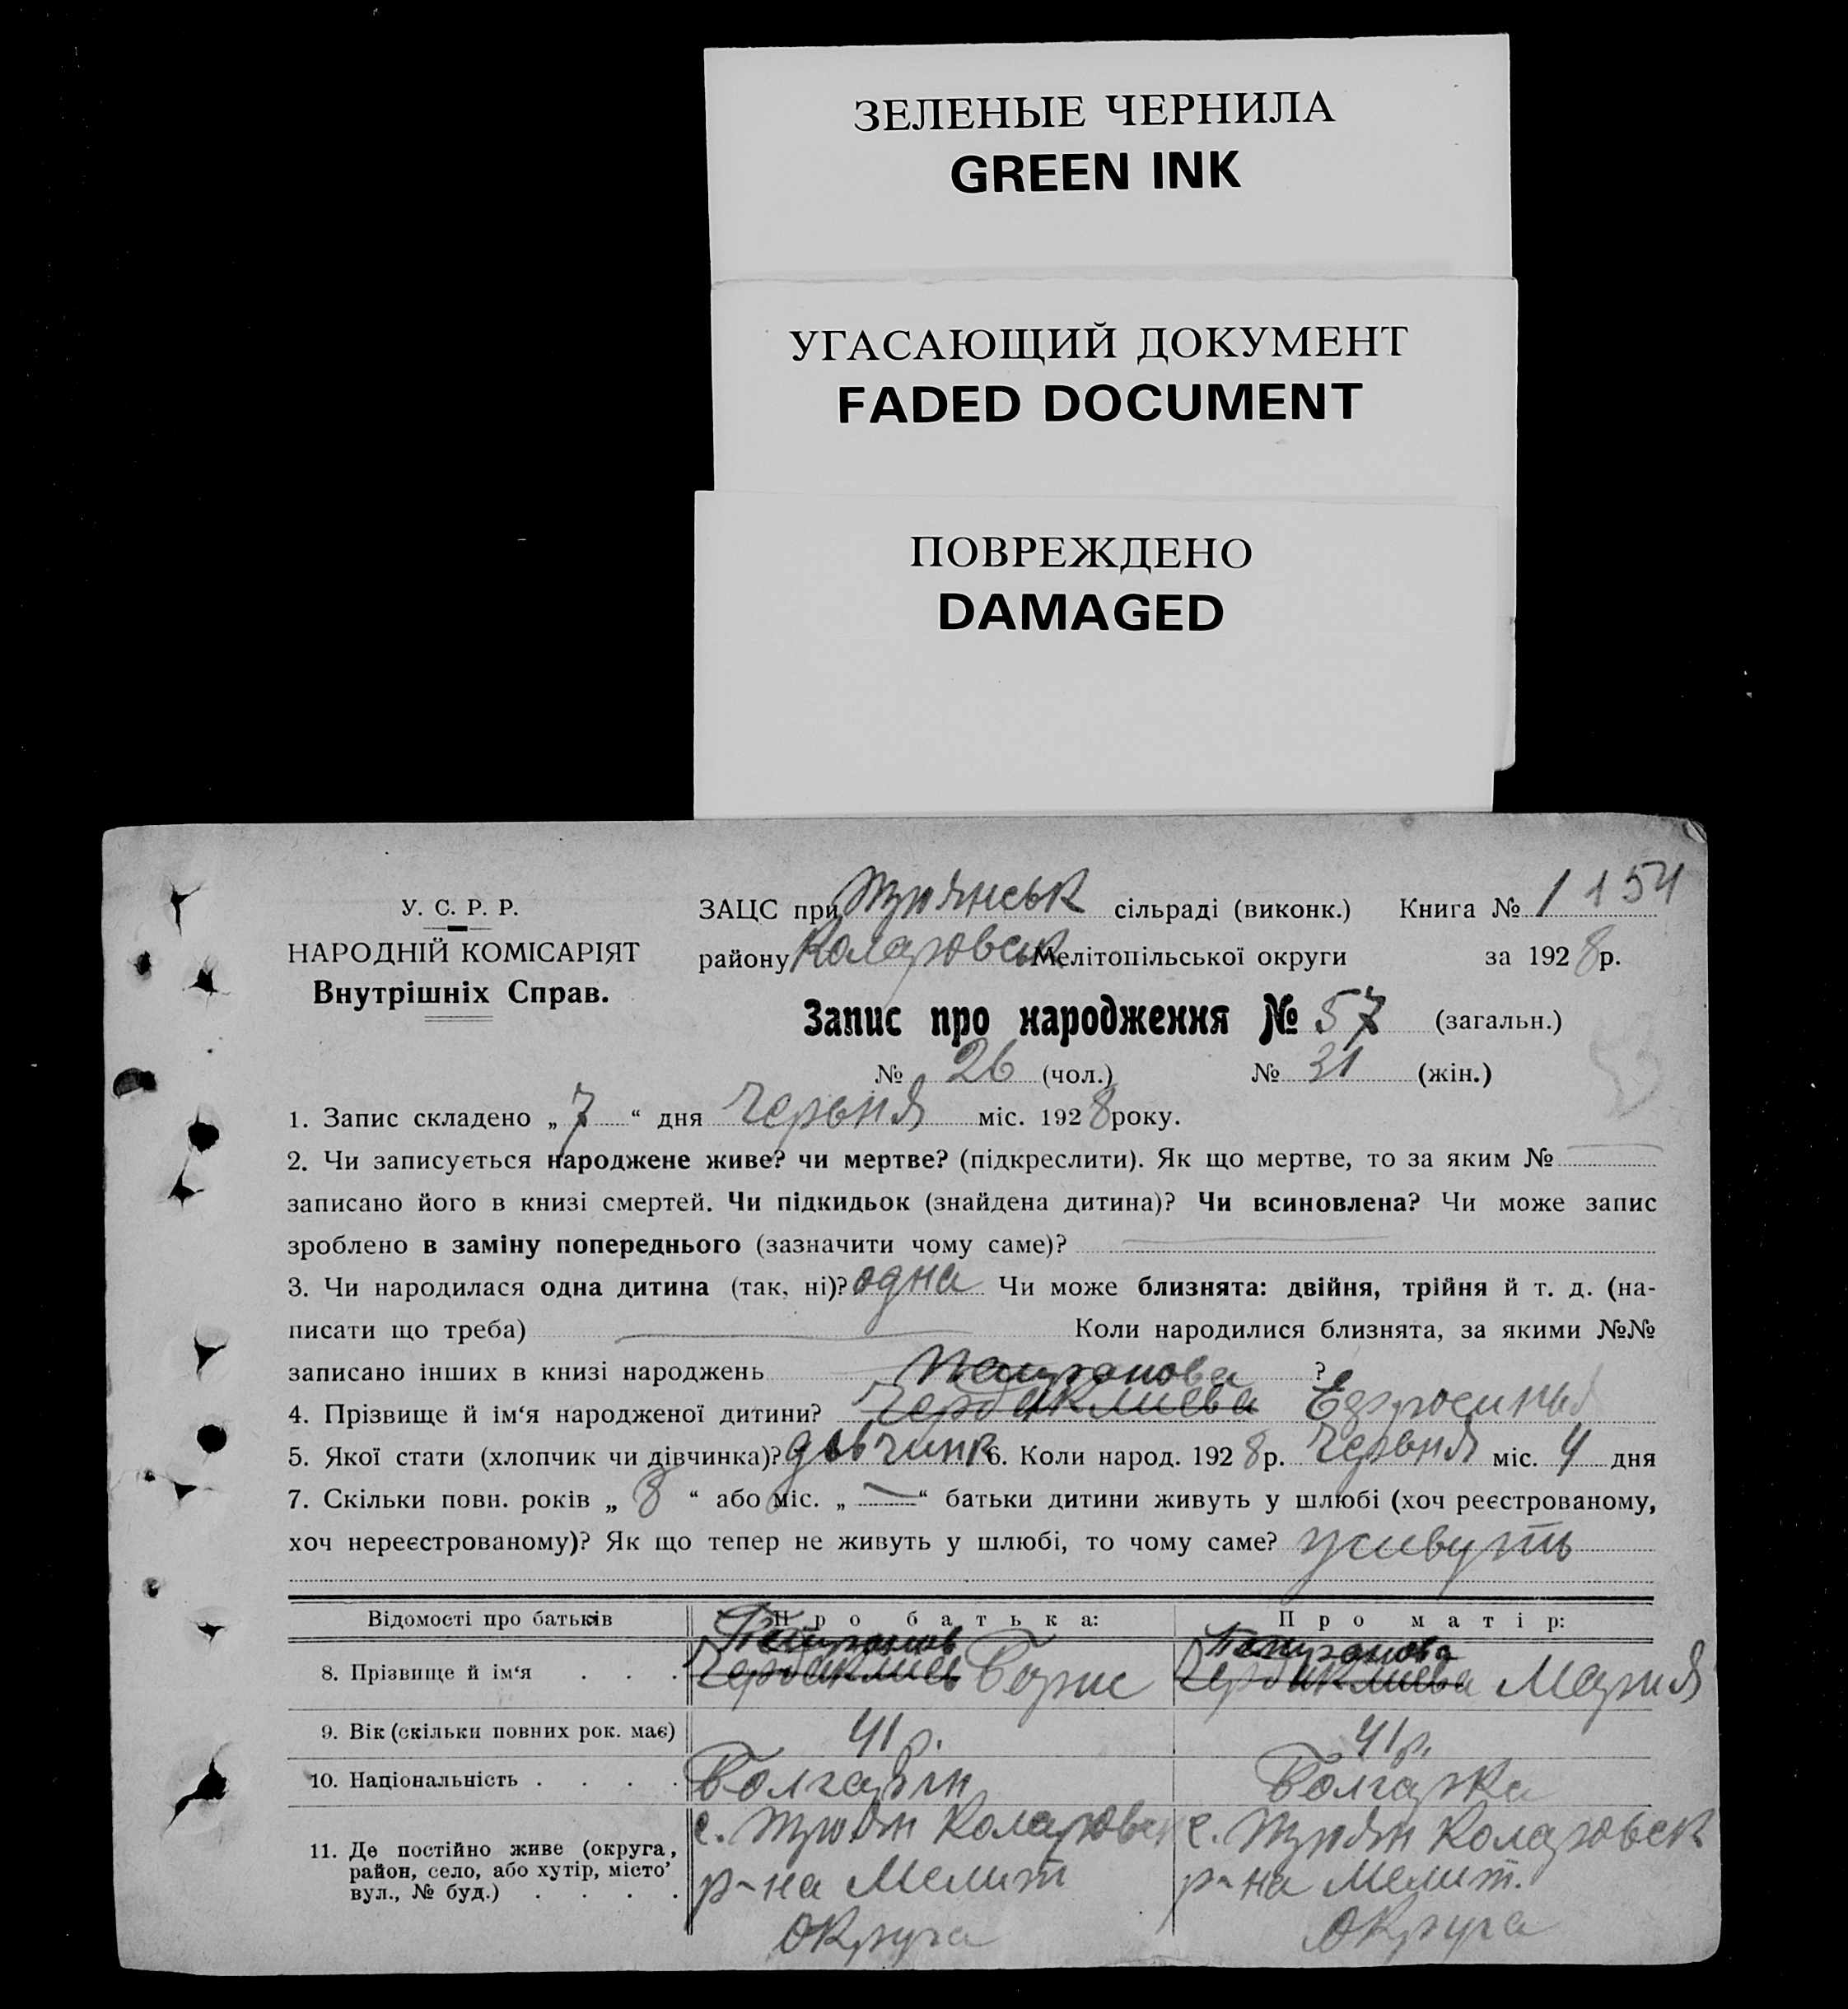 ЗЕЛЕНЫЕ ЧЕРНИЛА
GREEN INK
УГАСАЮЩИЙ ДОКУМЕНТ
FADED DOCUMENT
ПОВРЕЖДЕНО
DAMAGED
У. С. Р. Р.
НАРОДНІЙ КОМІСАРІЯТ
Внутрішніх Справ.
ЗАЦС при сільраді (виконк.) Книга № 1 154
району Коларовськ Мелітопільської округи за 1928 р.
Запис про народження № 57 (загальн.)
№ 26 (чол.) № 31 (жін.)
1. Запис складено „ 7 “ дня червня міс. 1928 року.
2. Чи записується народжене живе? чи мертве? (підкреслити). Як що мертве, то за яким №
записано його в книзі смертей. Чи підкидьок (знайдена дитина)? Чи всиновлена? Чи може запис
зроблено в заміну попереднього (зазначити чому саме)?
3. Чи народилася одна дитина (так, ні)? одна Чи може близнята: двійня, трійня й т. д. (на-
писати що треба) Коли народилися близнята, за якими №№
записано інших в книзі народжень ?
4. Прізвище й ім‘я народженої дитини?
5. Якої стати (хлопчик чи дівчинка)? 6. Коли народ. 1928 р. червня міс. 4 дня
7. Скільки повн. років „ 8 “ або міс. „ — “ батьки дитини живуть у шлюбі (хоч реєстрованому,
хоч нереєстрованому)? Як що тепер не живуть у шлюбі, то чому саме? живуть
Відомості про батьків Про батька: Про матір:
8. Прізвище й ім‘я . . . Чердаклиев Борис Чердаклиева Мария
9. Вік (скільки повних рок. має) 41 р. 41 р.
10. Національність . . . . Болгарин Болгарка
11. Де постійно живе (округа,
район, село, або хутір, місто’
вул., № буд.) . . . .
р-на Мелит р-на Мелит.
Округа Округа